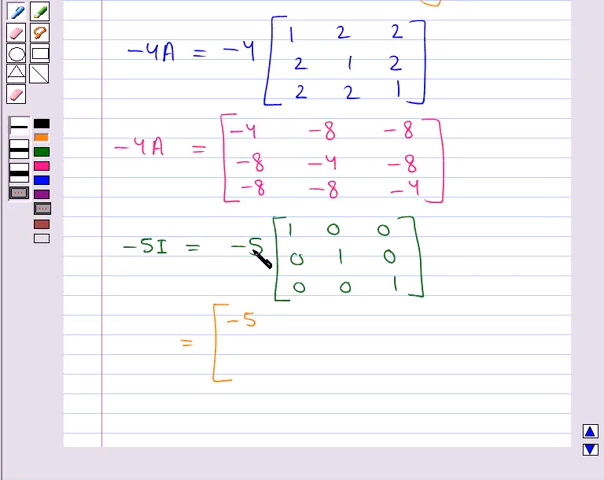 -4A = -4 [ 1 2 2
2 1 2
2 2 1 ]
-4A = [ -4 -8 -8
-8 -4 -8
-8 -8 -4 ]
-5I = -5 [ 1 0 0
0 1 0
0 0 1 ]
= [ -5